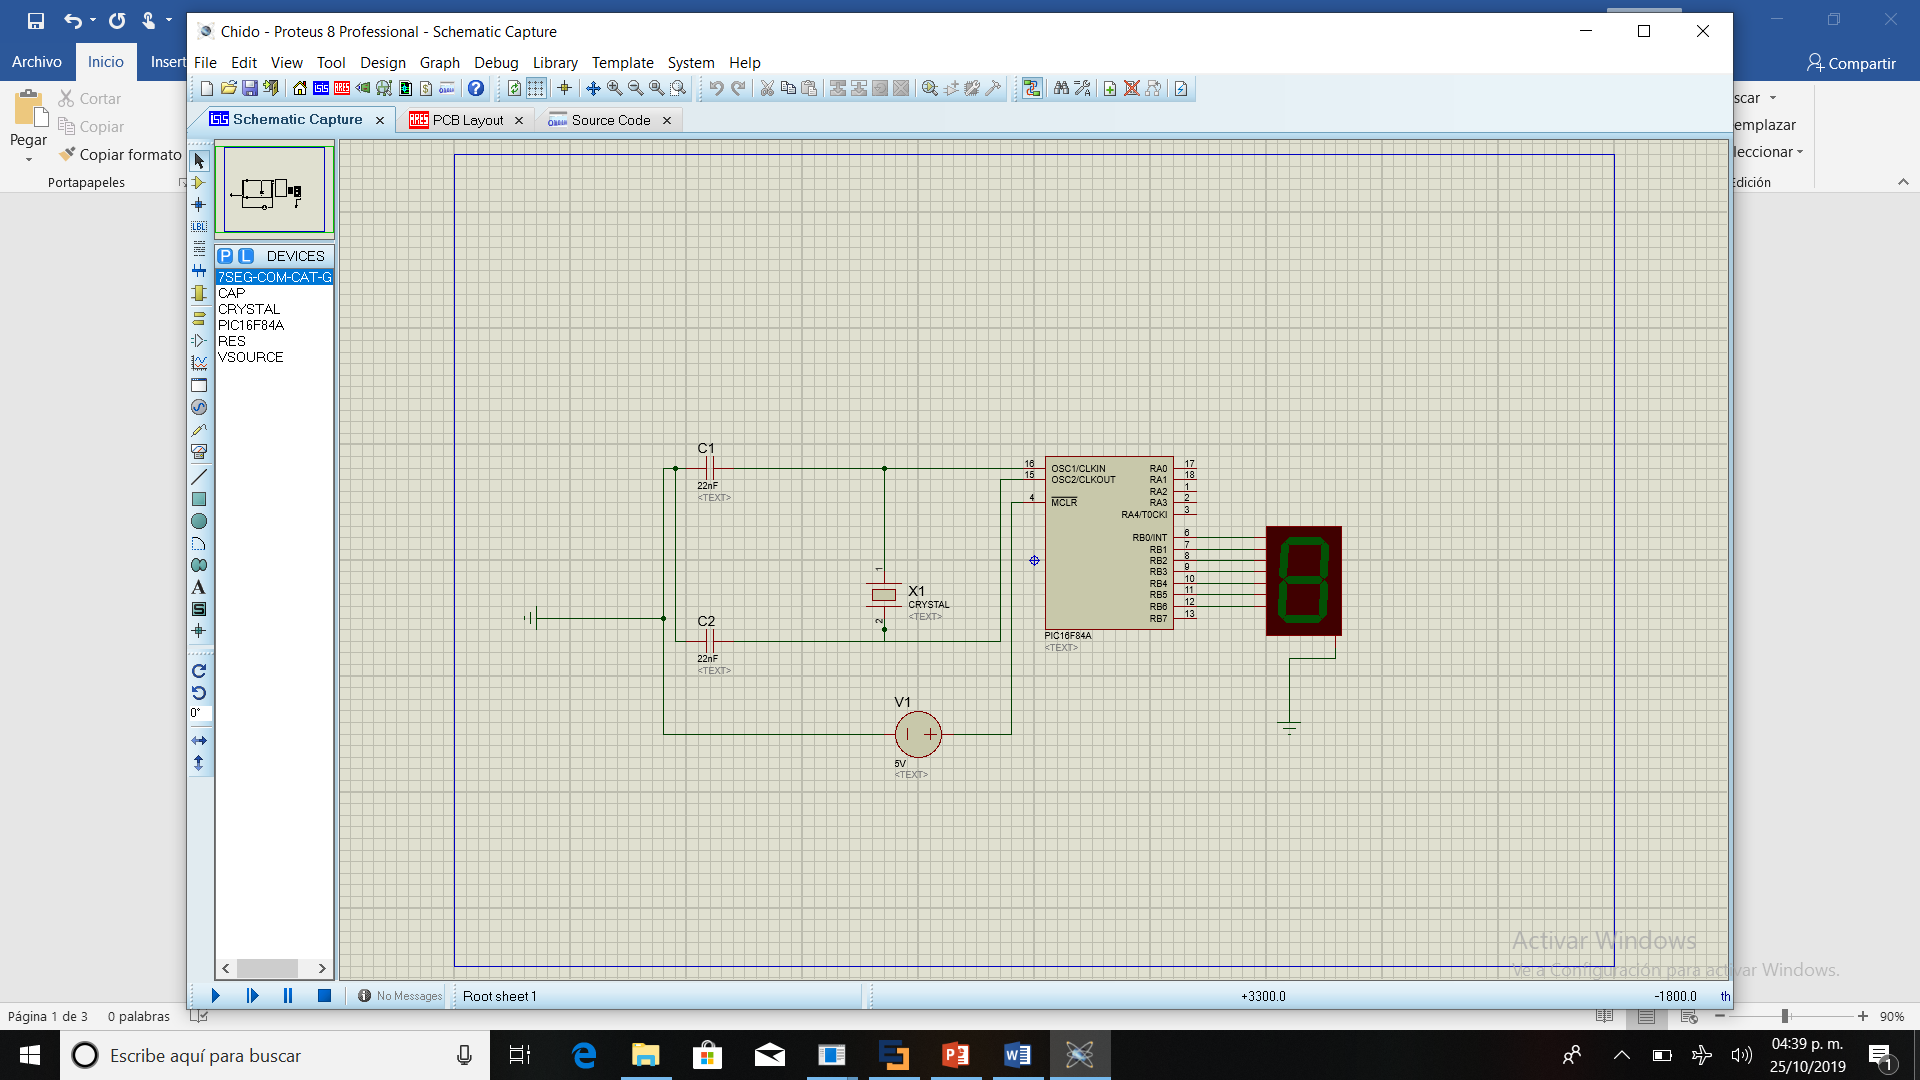 Chido - Proteus 8 Professional - Schematic Capture
Archivo
Inicio
Insert
File Edit View Tool Design Graph Debug Library Template System Help
Compartir
Pegar
Cortar
Copiar
Copiar formato
Portapapeles
scar
emplazar
leccionar
dición
Schematic Capture
PCB Layout
Source Code
LBL
P L DEVICES
7SEG-COM-CAT-G
CAP
CRYSTAL
PIC16F84A
RES
VSOURCE
A
S
0°
C1
22nF
<TEXT>
C2
22nF
<TEXT>
1
X1
CRYSTAL
<TEXT>
2
V1
5V
<TEXT>
16 OSC1/CLKIN RA0 17
15 OSC2/CLKOUT RA1 18
RA2 1
4 MCLR RA3 2
RA4/T0CKI 3
RB0/INT 6
RB1 7
RB2 8
RB3 9
RB4 10
RB5 11
RB6 12
RB7 13
PIC16F84A
<TEXT>
Activar Windows
Ve a Configuración para activar Windows.
No Messages
Root sheet 1
+3300.0
-1800.0
th
Página 1 de 3
0 palabras
90%
Escribe aquí para buscar
04:39 p. m.
25/10/2019
1